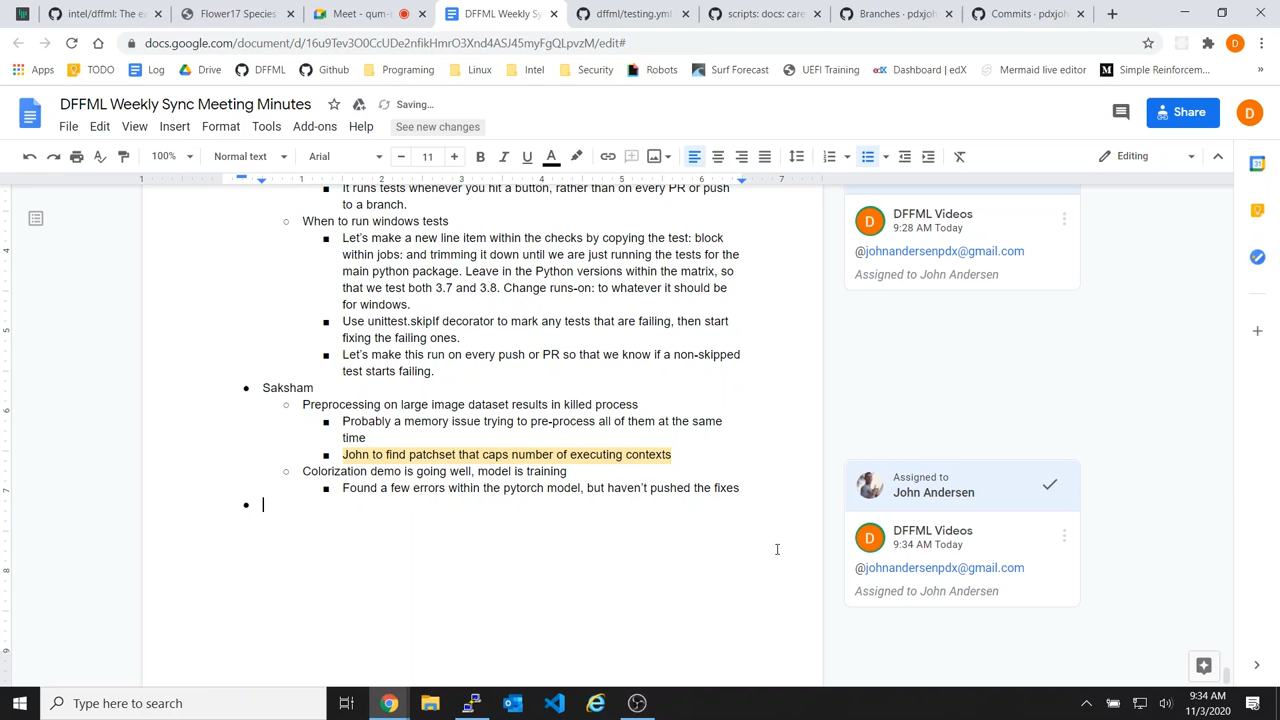 intel/dffml: The ex
Flower17 Species
Meet - qum-t
DFFML Weekly Sy
dffml/testing.yml
scripts: docs: care
Branches · pdxjoh
Commits · pdxjohn
docs.google.com/document/d/16u9Tev3O0CcUDe2nfikHmrO3Xnd4ASJ45myFgQLpvzM/edit#
Apps TODO Log Drive DFFML Github Programing Linux Intel Security Robots Surf Forecast UEFI Training Dashboard | edX Mermaid live editor Simple Reinforcem...
DFFML Weekly Sync Meeting Minutes
Saving...
File Edit View Insert Format Tools Add-ons Help See new changes
Share
100% Normal text Arial 11 Editing
It runs tests whenever you hit a button, rather than on every PR or push
to a branch.
When to run windows tests
Let's make a new line item within the checks by copying the test: block
within jobs: and trimming it down until we are just running the tests for the
main python package. Leave in the Python versions within the matrix, so
that we test both 3.7 and 3.8. Change runs-on: to whatever it should be
for windows.
Use unittest.skipIf decorator to mark any tests that are failing, then start
fixing the failing ones.
Let's make this run on every push or PR so that we know if a non-skipped
test starts failing.
Saksham
Preprocessing on large image dataset results in killed process
Probably a memory issue trying to pre-process all of them at the same
time
John to find patchset that caps number of executing contexts
Colorization demo is going well, model is training
Found a few errors within the pytorch model, but haven't pushed the fixes
DFFML Videos
9:28 AM Today
@johnandersenpdx@gmail.com
Assigned to John Andersen
Assigned to
John Andersen
DFFML Videos
9:34 AM Today
@johnandersenpdx@gmail.com
Assigned to John Andersen
Type here to search
9:34 AM
11/3/2020